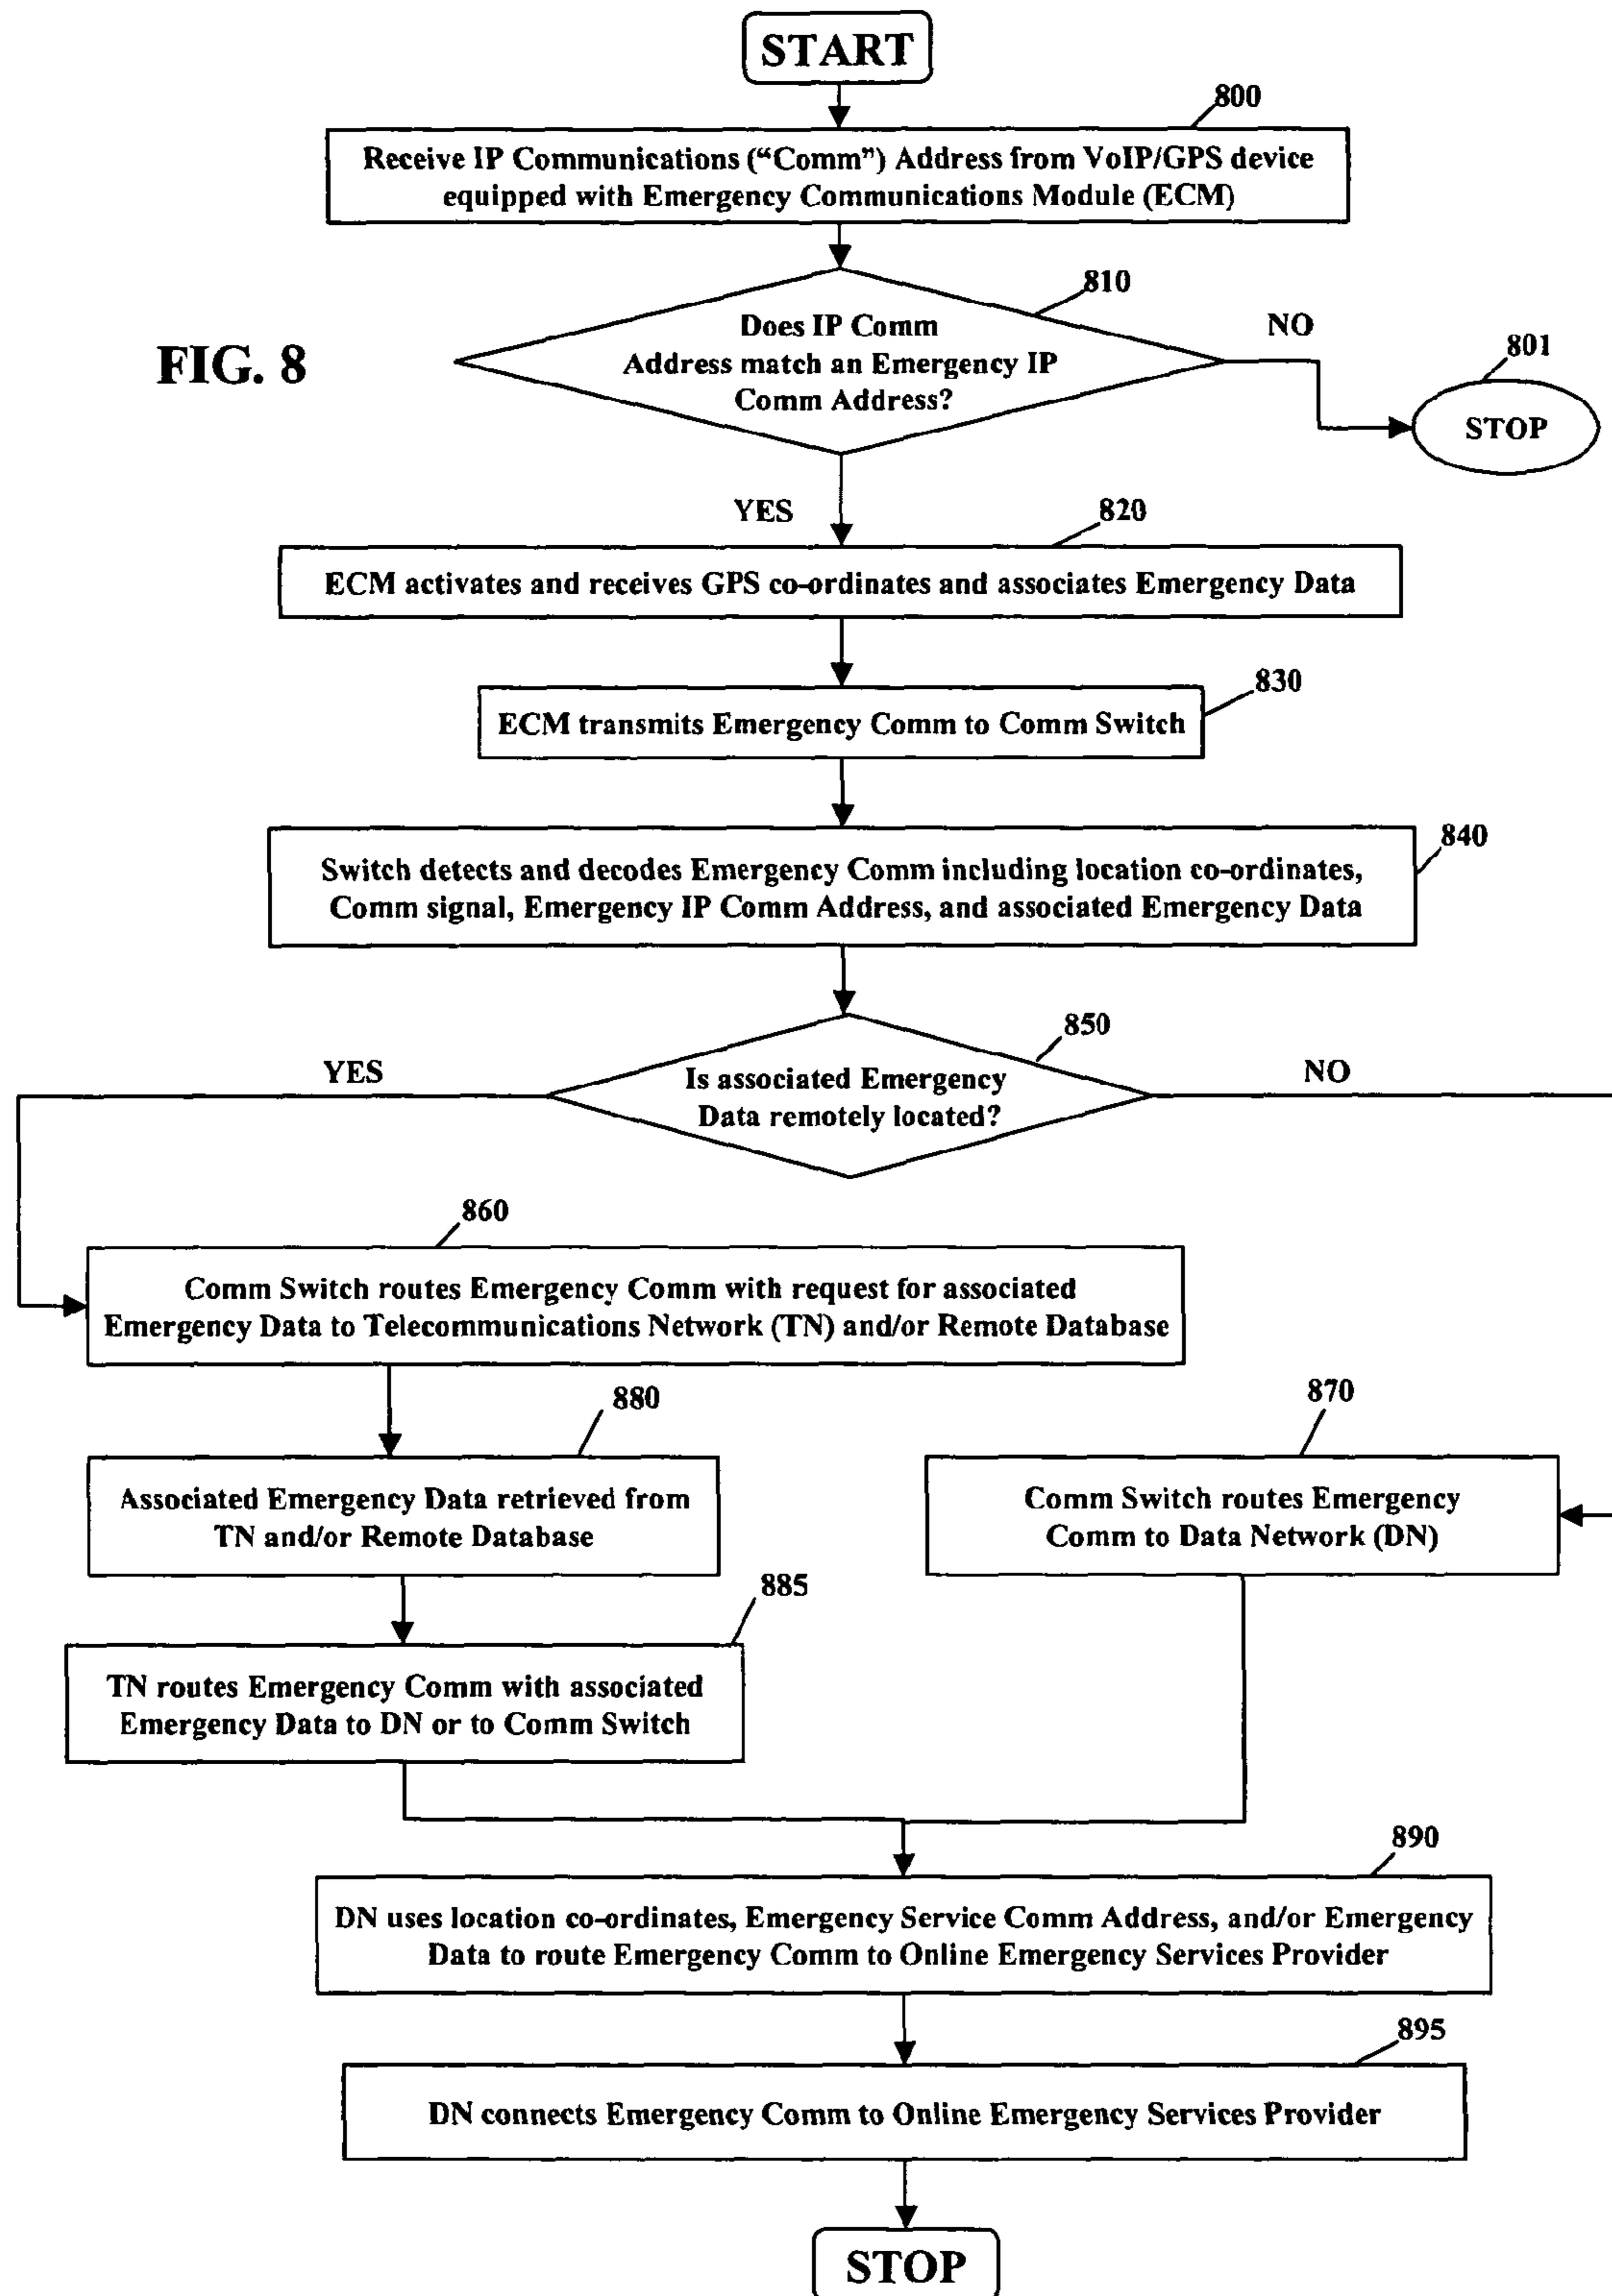 START
800
Receive IP Communications (“Comm”) Address from VoIP/GPS device
equipped with Emergency Communications Module (ECM)
810
Does IP Comm
Address match an Emergency IP
Comm Address?
NO
FIG. 8
801
STOP
YES
820
ECM activates and receives GPS co-ordinates and associates Emergency Data
830
ECM transmits Emergency Comm to Comm Switch
840
Switch detects and decodes Emergency Comm including location co-ordinates,
Comm signal, Emergency IP Comm Address, and associated Emergency Data
850
YES
Is associated Emergency
Data remotely located?
NO
860
Comm Switch routes Emergency Comm with request for associated
Emergency Data to Telecommunications Network (TN) and/or Remote Database
880
Associated Emergency Data retrieved from
TN and/or Remote Database
870
Comm Switch routes Emergency
Comm to Data Network (DN)
885
TN routes Emergency Comm with associated
Emergency Data to DN or to Comm Switch
890
DN uses location co-ordinates, Emergency Service Comm Address, and/or Emergency
Data to route Emergency Comm to Online Emergency Services Provider
895
DN connects Emergency Comm to Online Emergency Services Provider
STOP